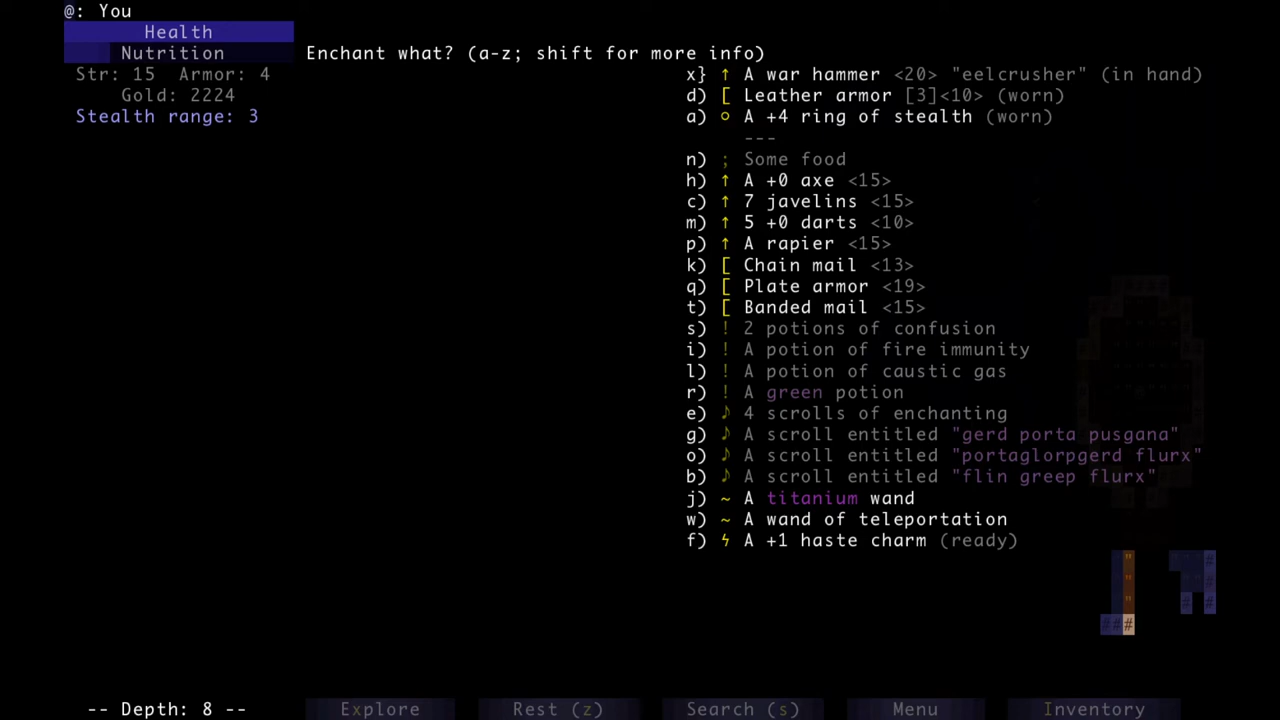 @: You
Health
Nutrition
Str: 15 Armor: 4
Gold: 2224
Stealth range: 3
Enchant what? (a-z; shift for more info)
x} ↑ A war hammer <20> "eelcrusher" (in hand)
d) [ Leather armor [3]<10> (worn)
a) ○ A +4 ring of stealth (worn)
---
n) ; Some food
h) ↑ A +0 axe <15>
c) ↑ 7 javelins <15>
m) ↑ 5 +0 darts <10>
p) ↑ A rapier <15>
k) [ Chain mail <13>
q) [ Plate armor <19>
t) [ Banded mail <15>
s) ! 2 potions of confusion
i) ! A potion of fire immunity
l) ! A potion of caustic gas
r) ! A green potion
e) ♪ 4 scrolls of enchanting
g) ♪ A scroll entitled "gerd porta pusgana"
o) ♪ A scroll entitled "portaglorpgerd flurx"
b) ♪ A scroll entitled "flin greep flurx"
j) ~ A titanium wand
w) ~ A wand of teleportation
f) ϟ A +1 haste charm (ready)
-- Depth: 8 --
Explore
Rest (z)
Search (s)
Menu
Inventory